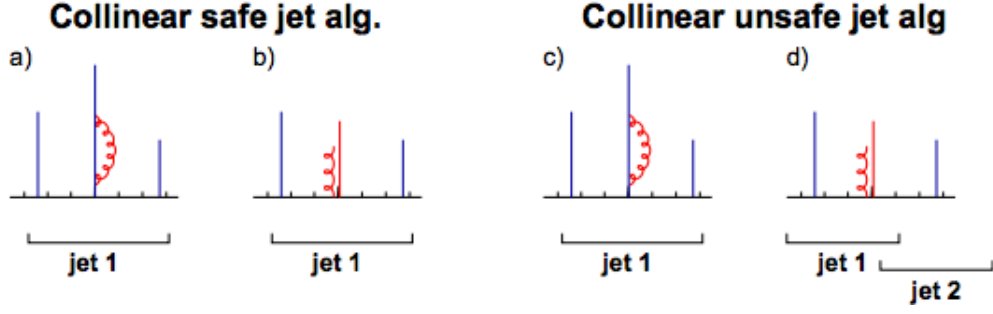 Collinear safe jet alg.
Collinear unsafe jet alg
a)
b)
c)
d)
jet 1
jet 1
jet 1
jet 1
jet 2